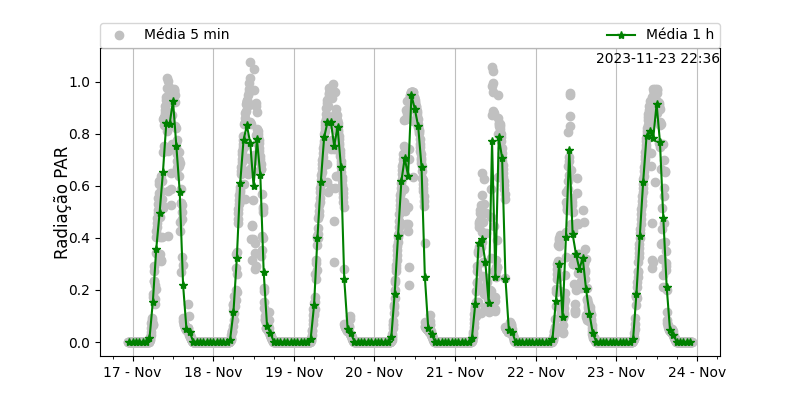 Média 5 min
Média 1 h
2023-11-23 22:36
Radiação PAR
1.0
0.8
0.6
0.4
0.2
0.0
17 - Nov
18 - Nov
19 - Nov
20 - Nov
21 - Nov
22 - Nov
23 - Nov
24 - Nov